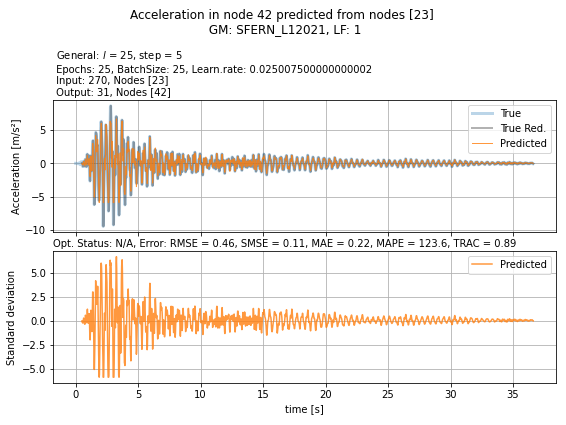 Acceleration in node 42 predicted from nodes [23]
GM: SFERN_L12021, LF: 1
General: l = 25, step = 5
Epochs: 25, BatchSize: 25, Learn.rate: 0.025007500000000002
Input: 270, Nodes [23]
Output: 31, Nodes [42]
Acceleration [m/s²]
5
0
−5
−10
True
True Red.
Predicted
Opt. Status: N/A, Error: RMSE = 0.46, SMSE = 0.11, MAE = 0.22, MAPE = 123.6, TRAC = 0.89
Standard deviation
5.0
2.5
0.0
−2.5
−5.0
Predicted
0 5 10 15 20 25 30 35
time [s]